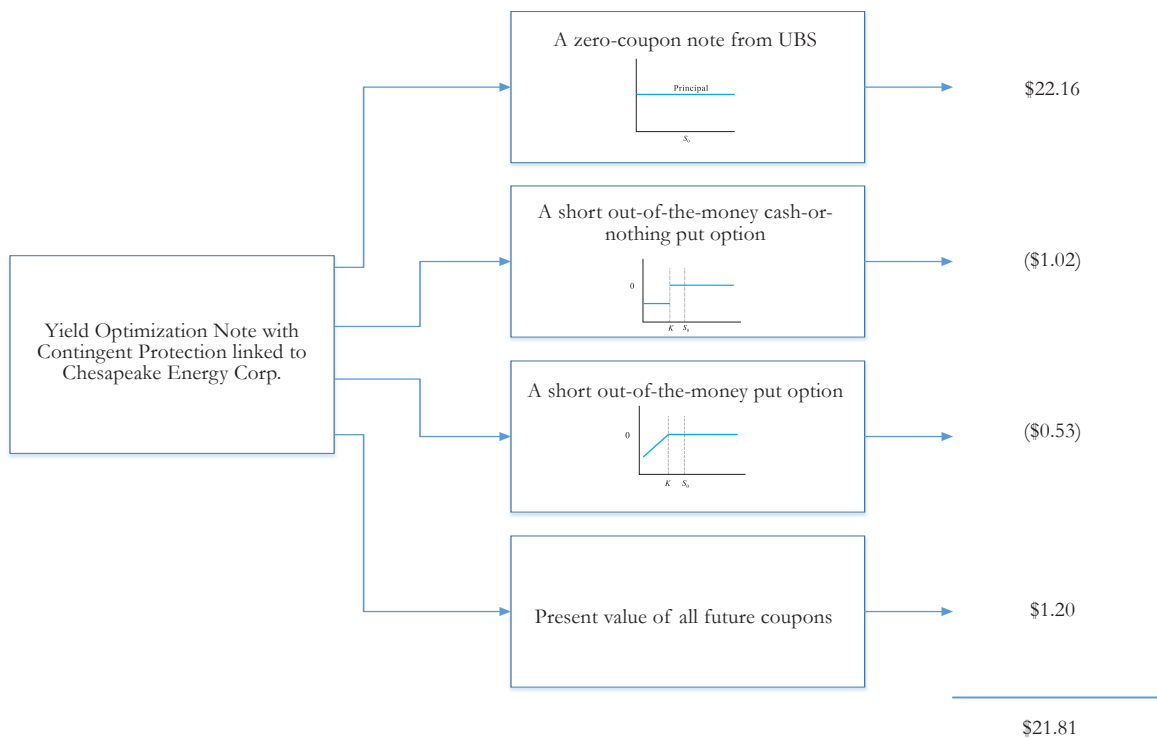 A zero-coupon note from UBS
Principal
S₀
$22.16
A short out-of-the-money cash-or-
nothing put option
0
K
S₀
($1.02)
Yield Optimization Note with
Contingent Protection linked to
Chesapeake Energy Corp.
A short out-of-the-money put option
0
K
S₀
($0.53)
Present value of all future coupons
$1.20
$21.81